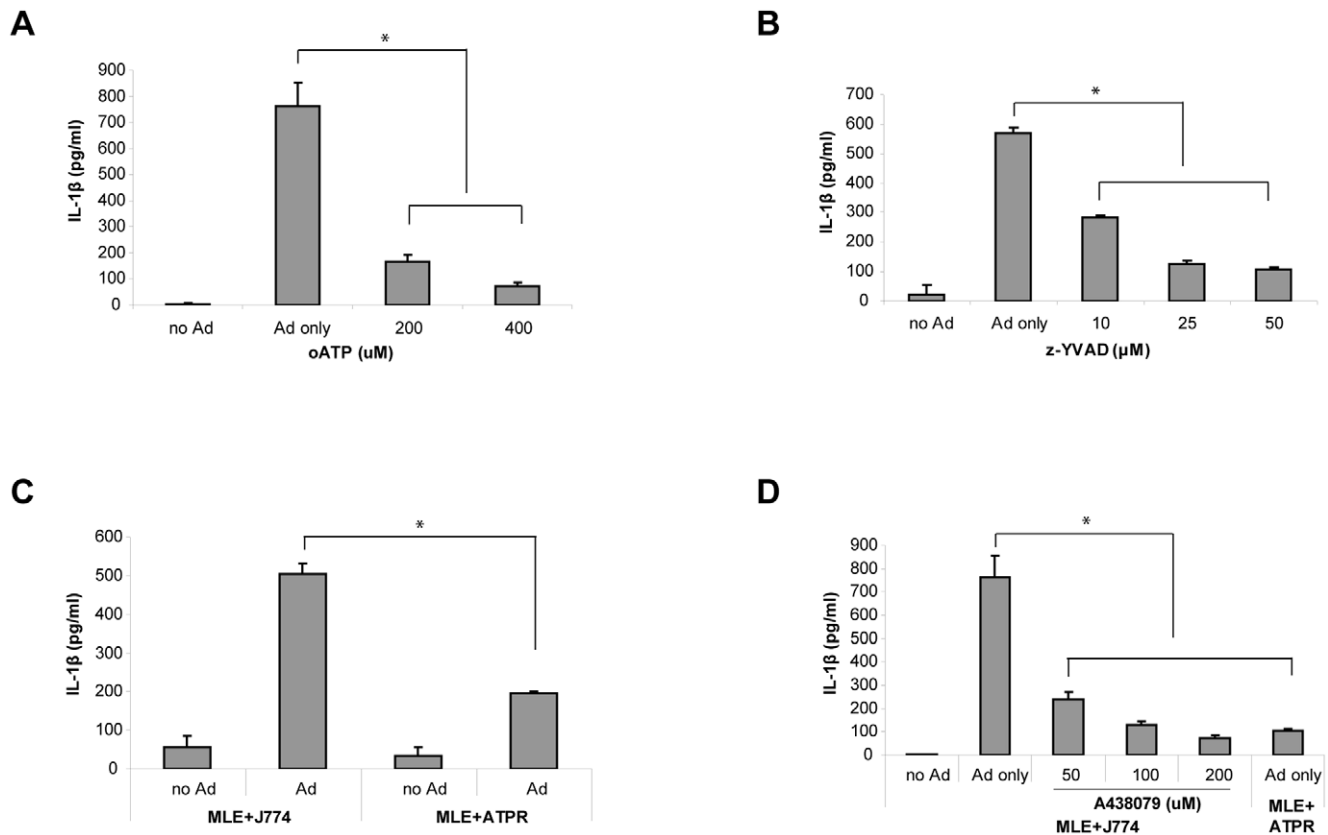 A
*
IL-1β (pg/ml)
900
800
700
600
500
400
300
200
100
0
no Ad Ad only 200 400
oATP (uM)
B
*
IL-1β (pg/ml)
700
600
500
400
300
200
100
0
no Ad Ad only 10 25 50
z-YVAD (µM)
C
*
IL-1β (pg/ml)
600
500
400
300
200
100
0
no Ad Ad no Ad Ad
MLE+J774 MLE+ATPR
D
*
IL-1β (pg/ml)
900
800
700
600
500
400
300
200
100
0
no Ad Ad only 50 100 200 Ad only
A438079 (uM)
MLE+J774
MLE+
ATPR